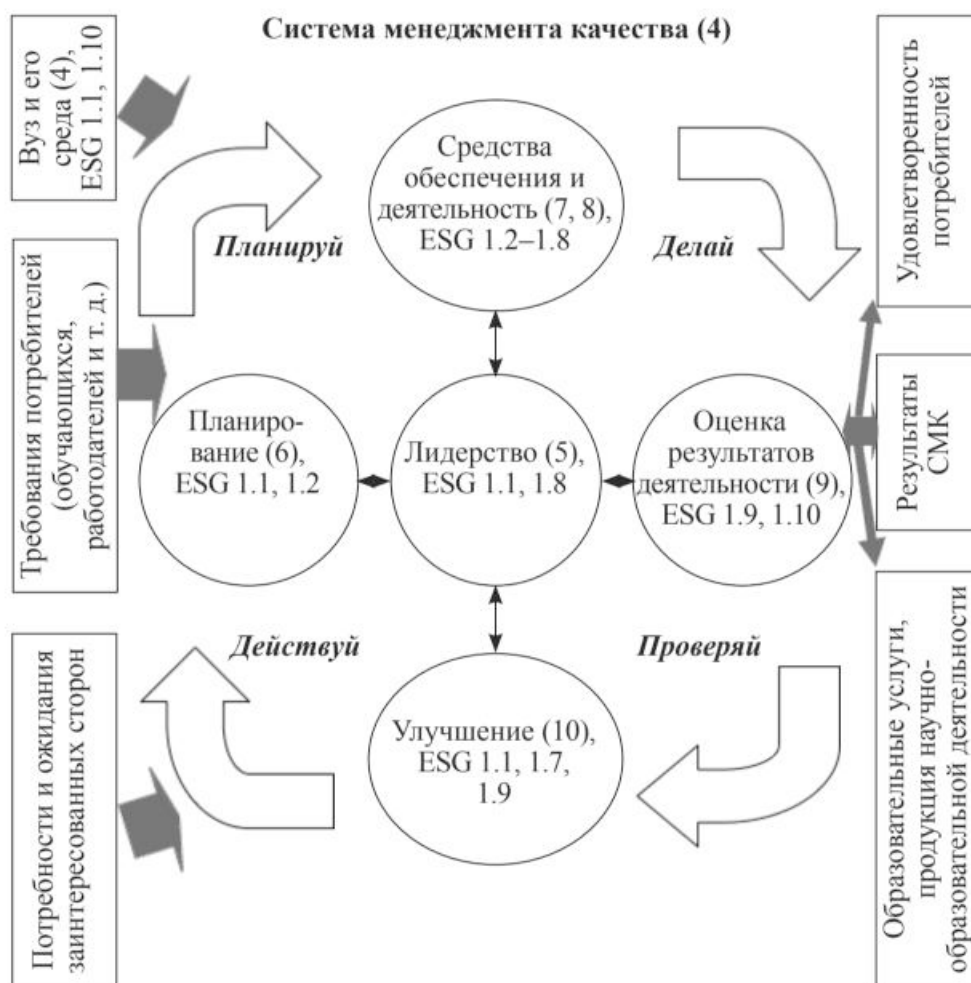 Система менеджмента качества (4)
Вуз и его
среда (4),
ESG 1.1, 1.10
Требования потребителей
(обучающихся,
работодателей и т. д.)
Потребности и ожидания
заинтересованных сторон
Планируй
Средства
обеспечения и
деятельность (7, 8),
ESG 1.2–1.8
Делай
Планиро-
вание (6),
ESG 1.1, 1.2
Лидерство (5),
ESG 1.1, 1.8
Оценка
результатов
деятельности (9),
ESG 1.9, 1.10
Действуй
Проверяй
Улучшение (10),
ESG 1.1, 1.7,
1.9
Удовлетворенность
потребителей
Результаты
СМК
Образовательные услуги,
продукция научно-
образовательной деятельности